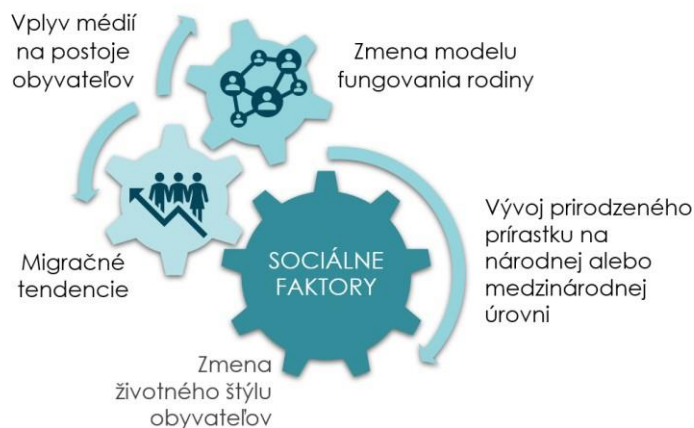 Vplyv médií
na postoje
obyvateľov
Zmena modelu
fungovania rodiny
Migračné
tendencie
SOCIÁLNE
FAKTORY
Vývoj prirodzeného
prírastku na
národnej alebo
medzinárodnej
úrovni
Zmena
životného štýlu
obyvateľov